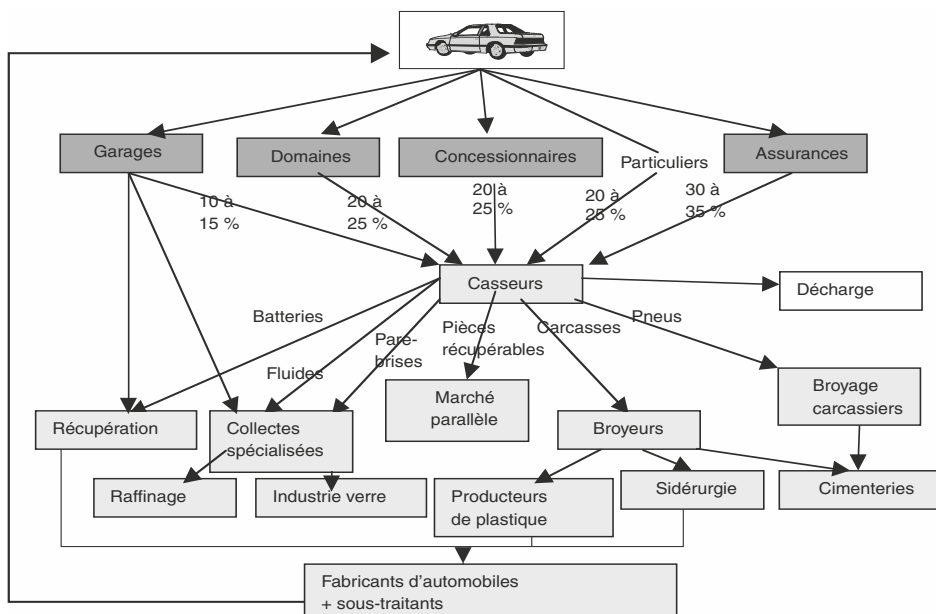 Garages
Domaines
Concessionnaires
Particuliers
Assurances
10 à
15 %
20 à
25 %
20 à
25 %
20 à
25 %
30 à
35 %
Casseurs
Décharge
Batteries
Fluides
Pare-
brises
Pièces
récupérables
Carcasses
Pneus
Marché
parallèle
Broyage
carcassiers
Récupération
Collectes
spécialisées
Broyeurs
Raffinage
Industrie verre
Producteurs
de plastique
Sidérurgie
Cimenteries
Fabricants d'automobiles
+ sous-traitants